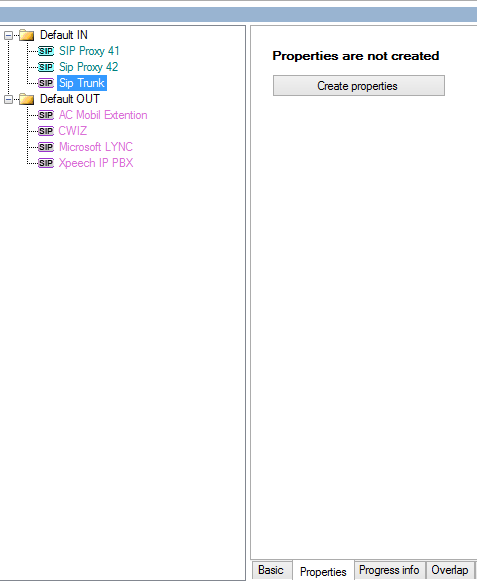 Default IN
SIP SIP Proxy 41
SIP Sip Proxy 42
SIP Sip Trunk
Default OUT
SIP AC Mobil Extention
SIP CWIZ
SIP Microsoft LYNC
SIP Xpeech IP PBX
Properties are not created
Create properties
Basic Properties Progress info Overlap